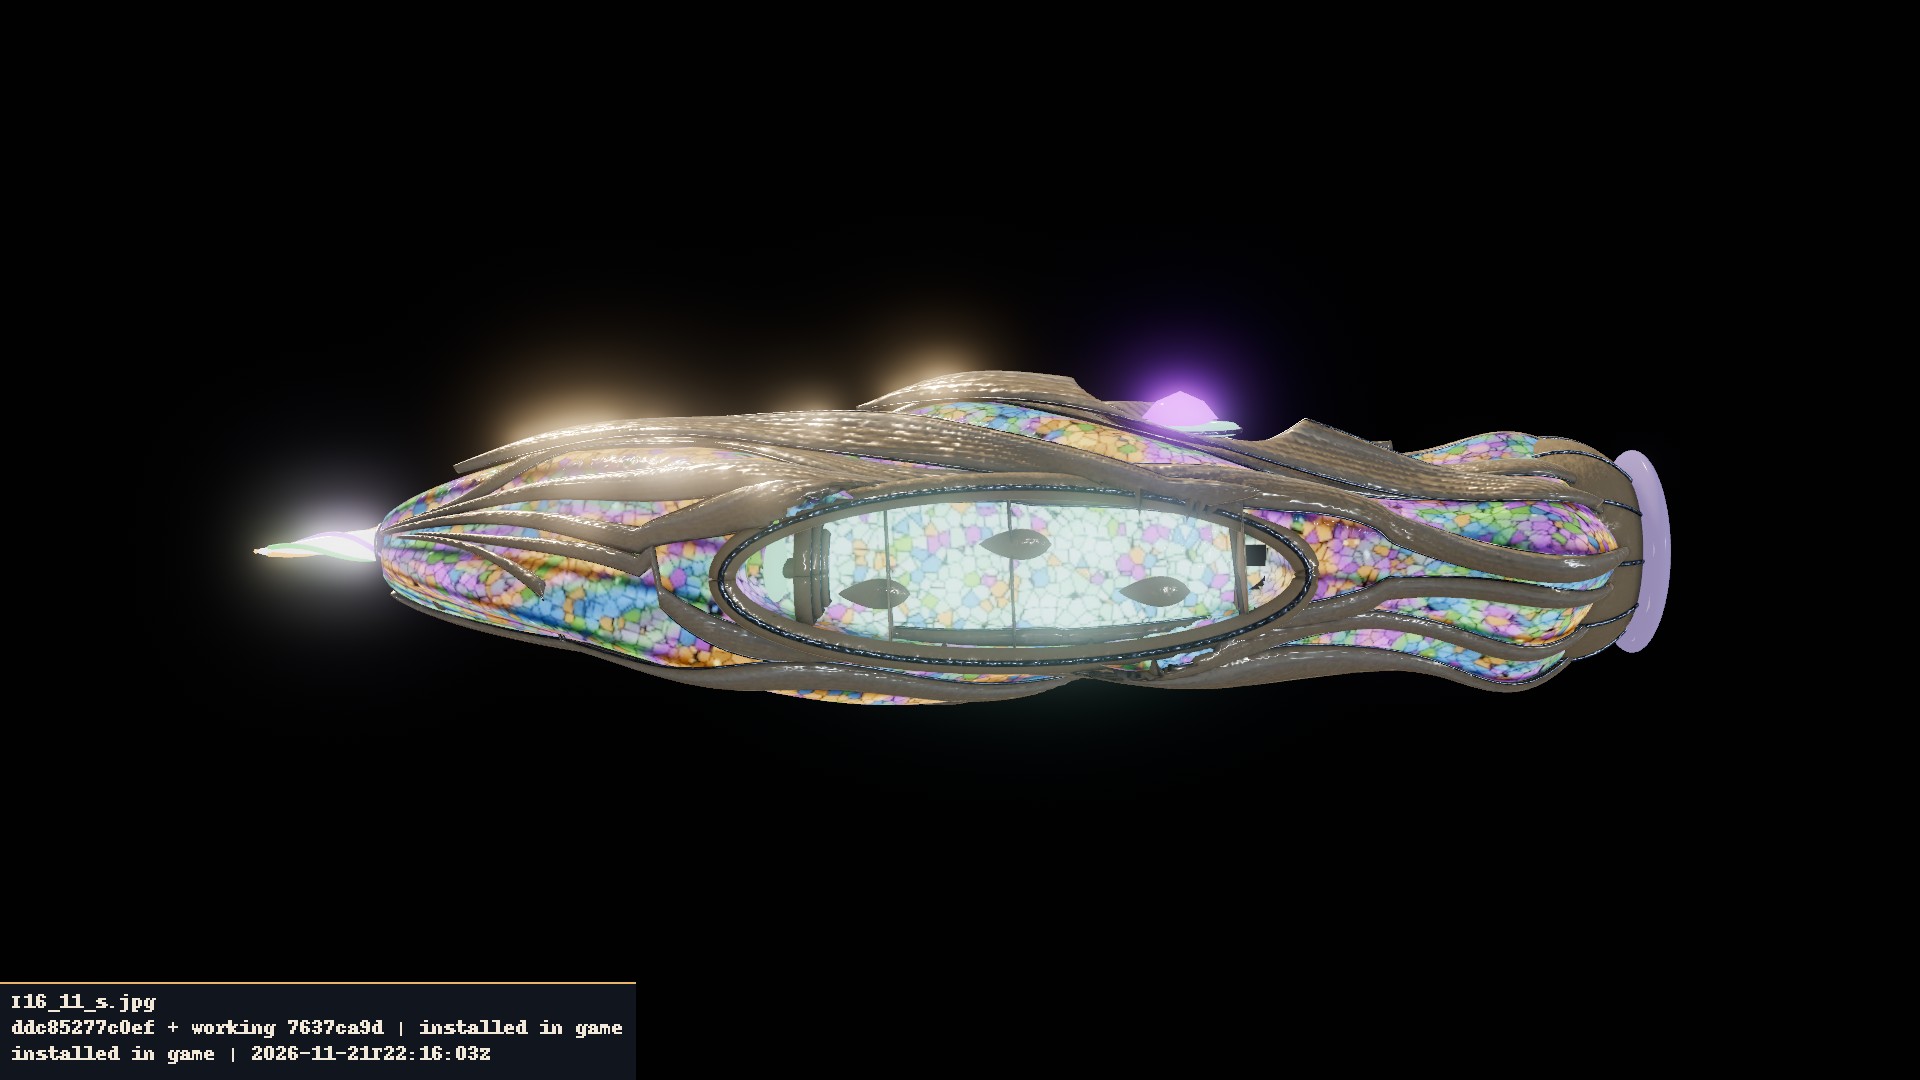 I16_11_s.jpg
ddc85277c0ef + working 7637ca9d | installed in game
installed in game | 2026-11-21T22:16:03Z